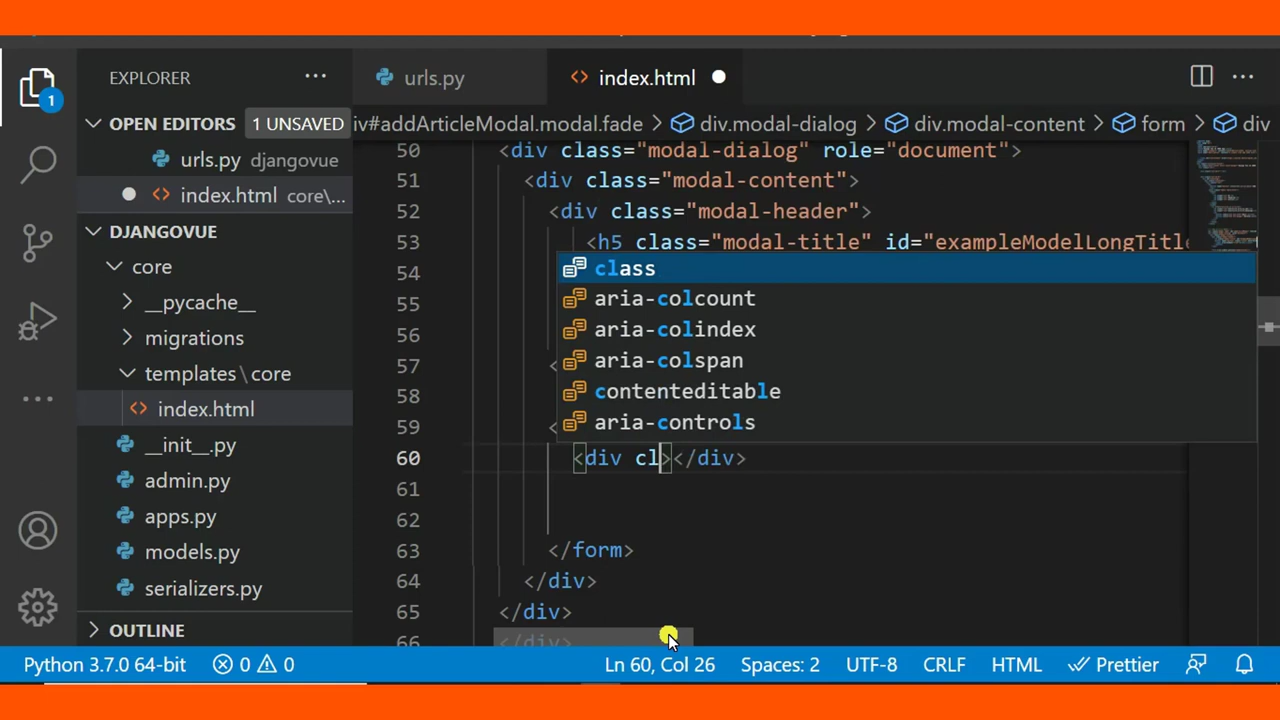 EXPLORER ...
urls.py
index.html
OPEN EDITORS 1 UNSAVED
iv#addArticleModal.modal.fade > div.modal-dialog > div.modal-content > form > div
urls.py djangovue
index.html core\...
DJANGOVUE
core
__pycache__
migrations
templates\core
index.html
__init__.py
admin.py
apps.py
models.py
serializers.py
OUTLINE
50 <div class="modal-dialog" role="document">
51 <div class="modal-content">
52 <div class="modal-header">
53 <h5 class="modal-title" id="exampleModelLongTitle
54
55
56
57 <
58
59 <
class
aria-colcount
aria-colindex
aria-colspan
contenteditable
aria-controls
60 <div cl></div>
61
62
63 </form>
64 </div>
65 </div>
66 </div>
Python 3.7.0 64-bit 0 0 Ln 60, Col 26 Spaces: 2 UTF-8 CRLF HTML Prettier
1